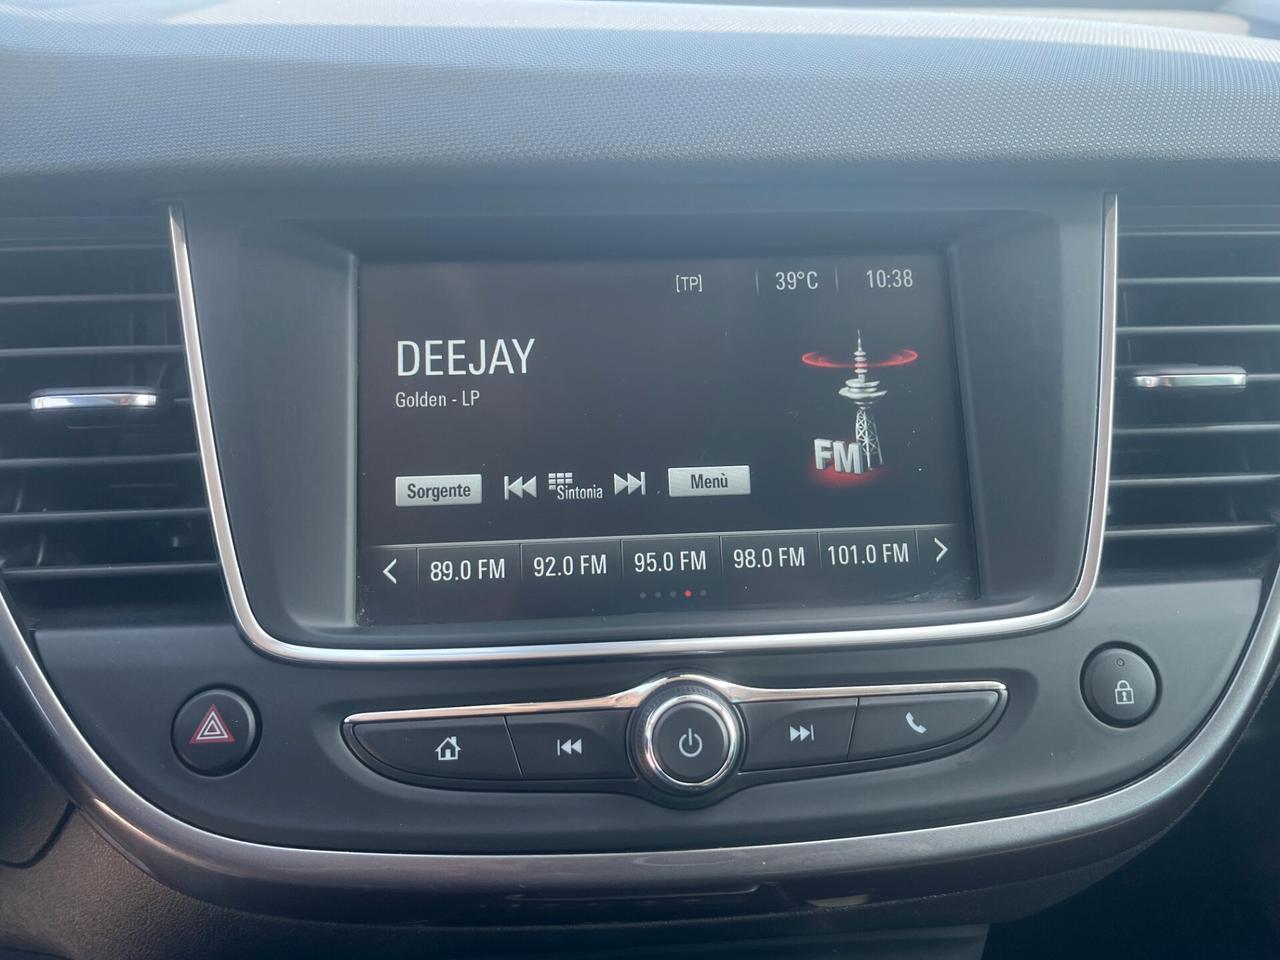 [TP] 39°C 10:38
DEEJAY
Golden - LP
FM
Sorgente Sintonia Menù
89.0 FM 92.0 FM 95.0 FM 98.0 FM 101.0 FM